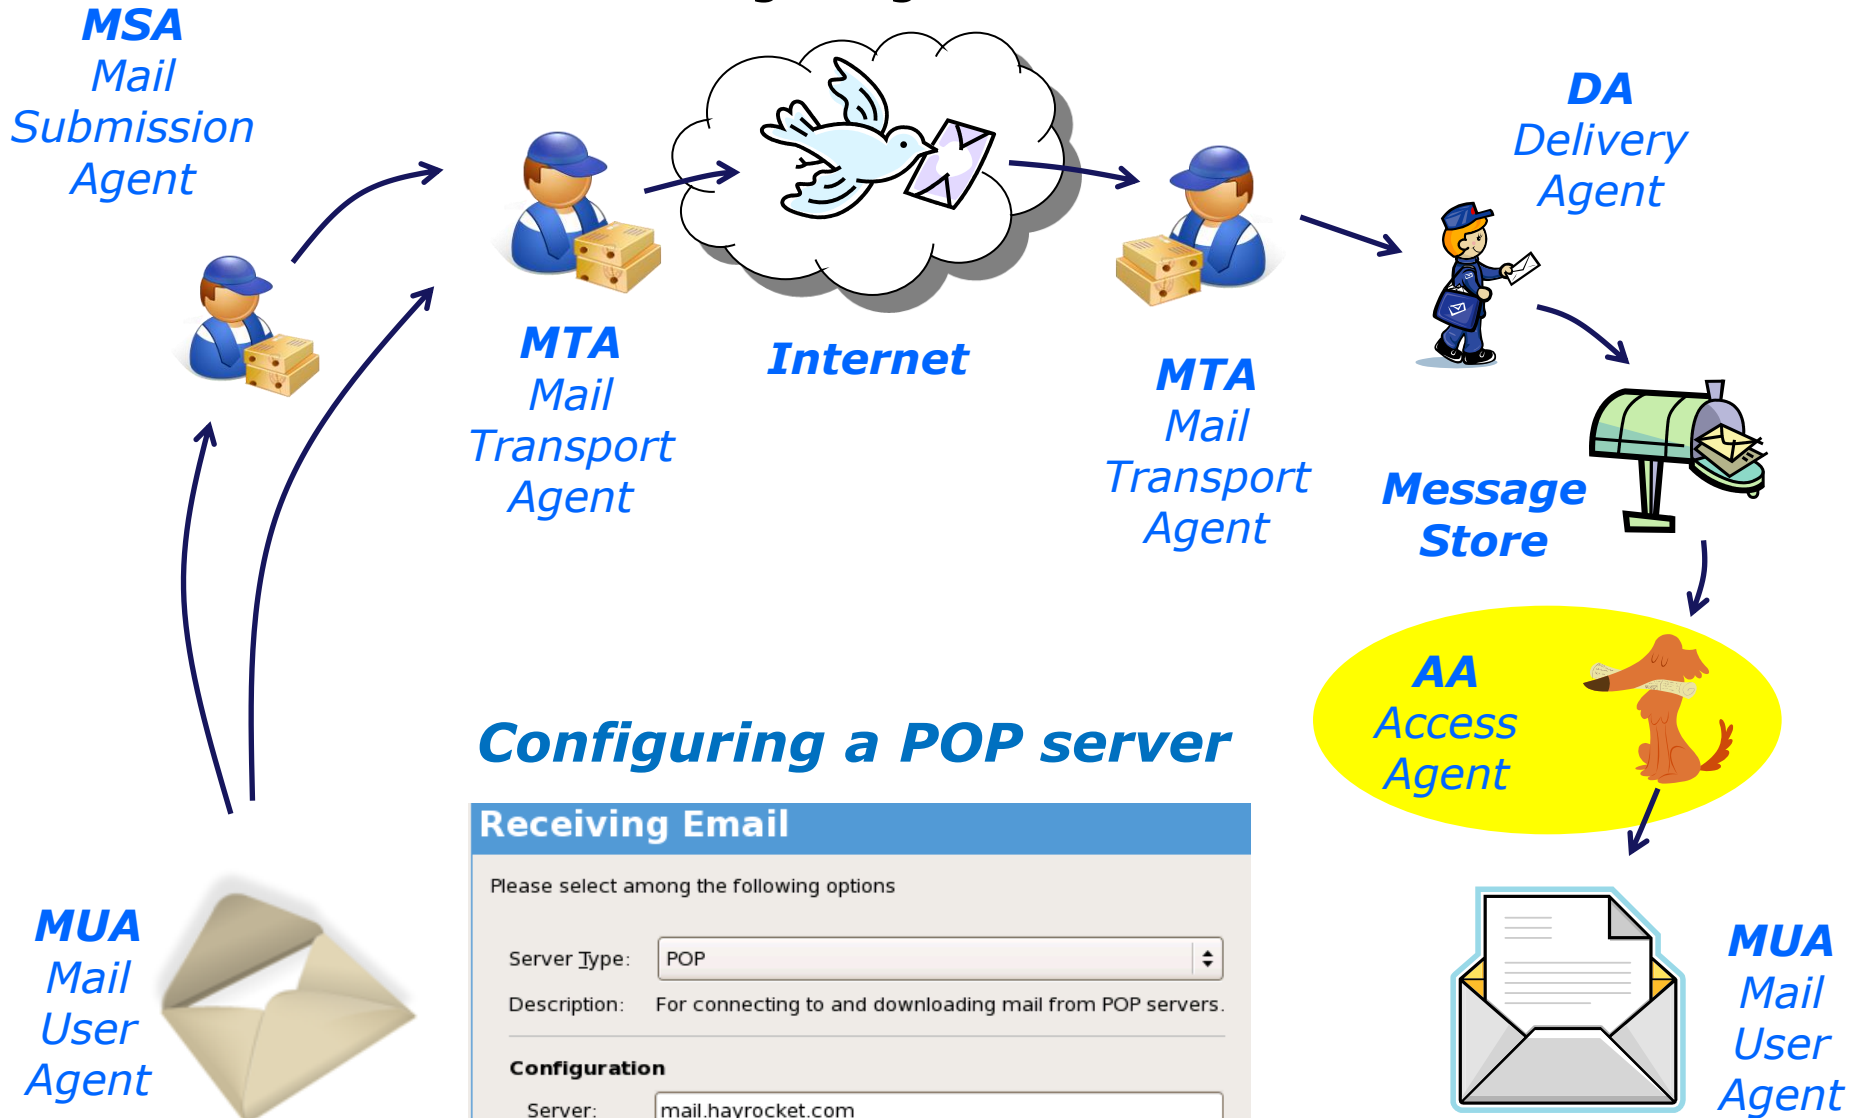 MSA
Mail
Submission
Agent
MTA
Mail
Transport
Agent
Internet
MTA
Mail
Transport
Agent
DA
Delivery
Agent
Message
Store
AA
Access
Agent
Configuring a POP server
Receiving Email
Please select among the following options
Server Type: POP
Description: For connecting to and downloading mail from POP servers.
Configuration
Server: mail.hayrocket.com
MUA
Mail
User
Agent
MUA
Mail
User
Agent